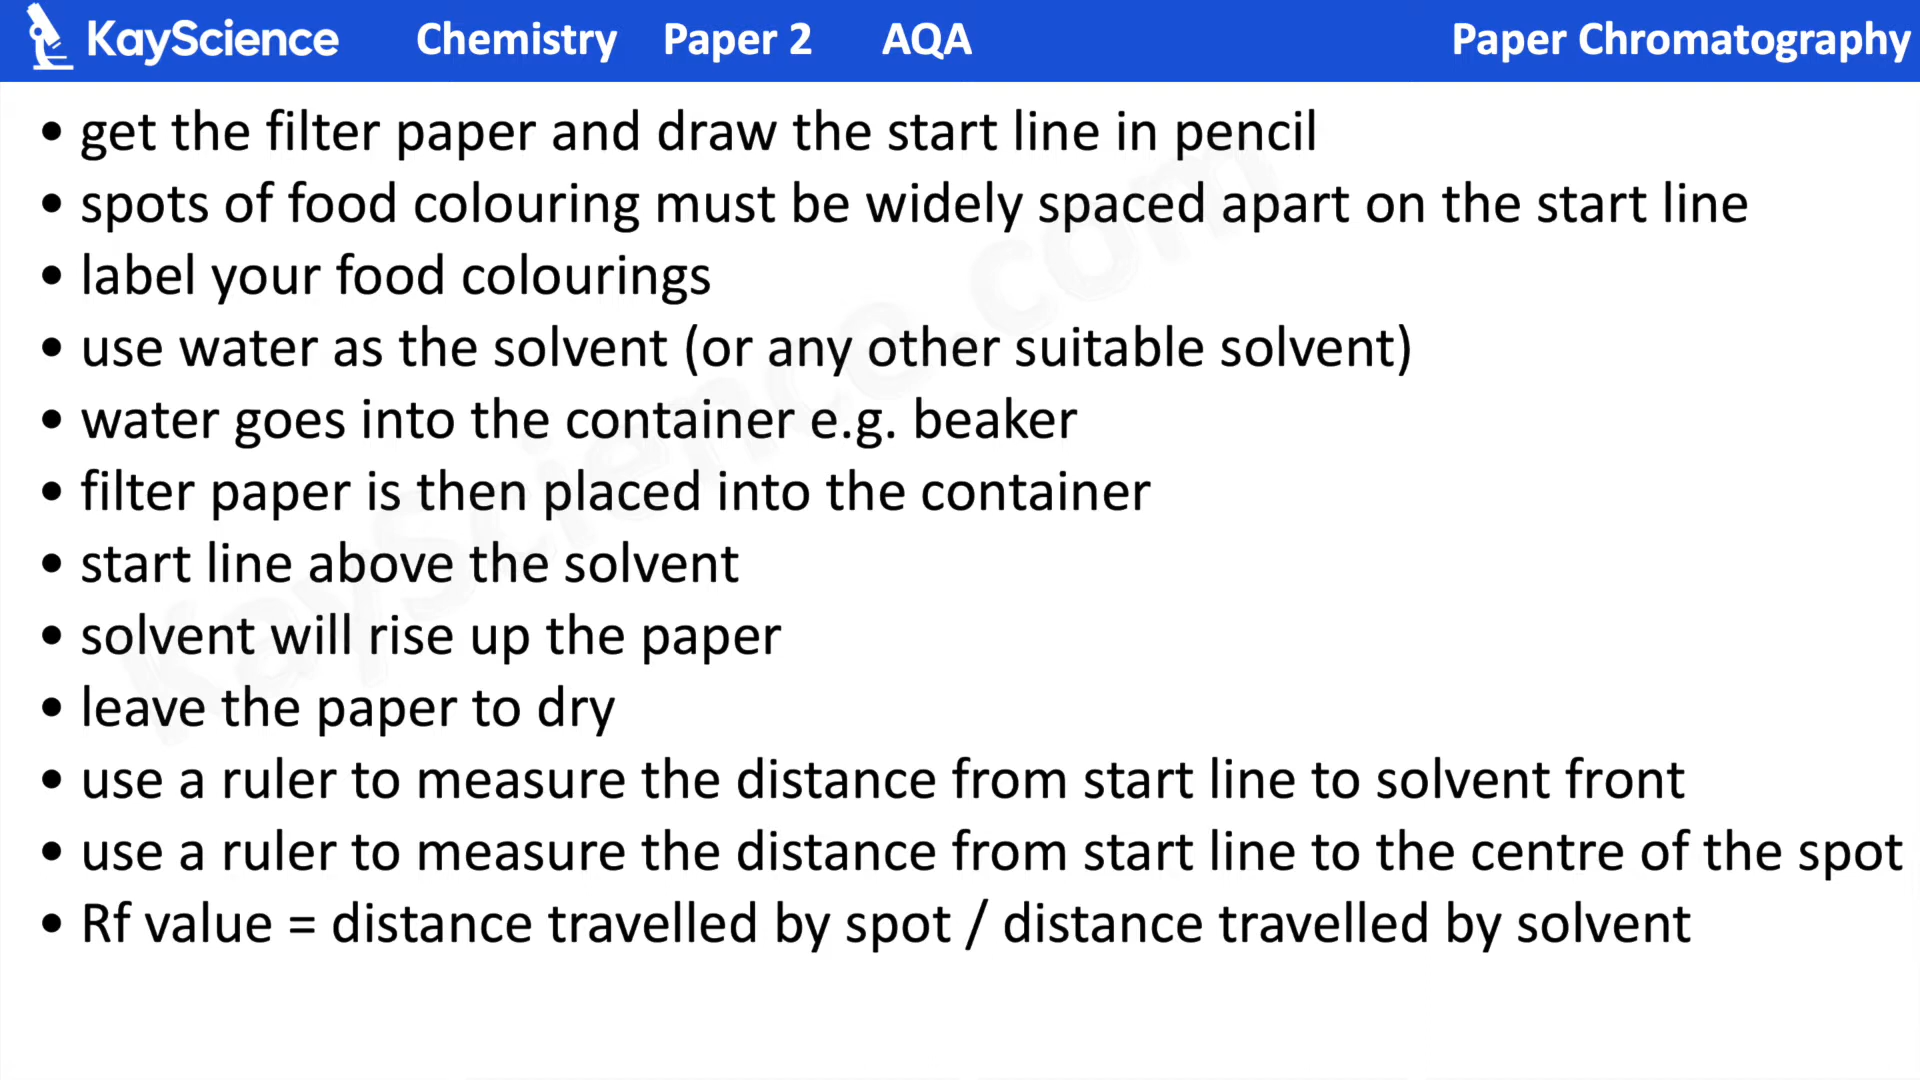 KayScience Chemistry Paper 2 AQA Paper Chromatography
• get the filter paper and draw the start line in pencil
• spots of food colouring must be widely spaced apart on the start line
• label your food colourings
• use water as the solvent (or any other suitable solvent)
• water goes into the container e.g. beaker
• filter paper is then placed into the container
• start line above the solvent
• solvent will rise up the paper
• leave the paper to dry
• use a ruler to measure the distance from start line to solvent front
• use a ruler to measure the distance from start line to the centre of the spot
• Rf value = distance travelled by spot / distance travelled by solvent
KayScience.com